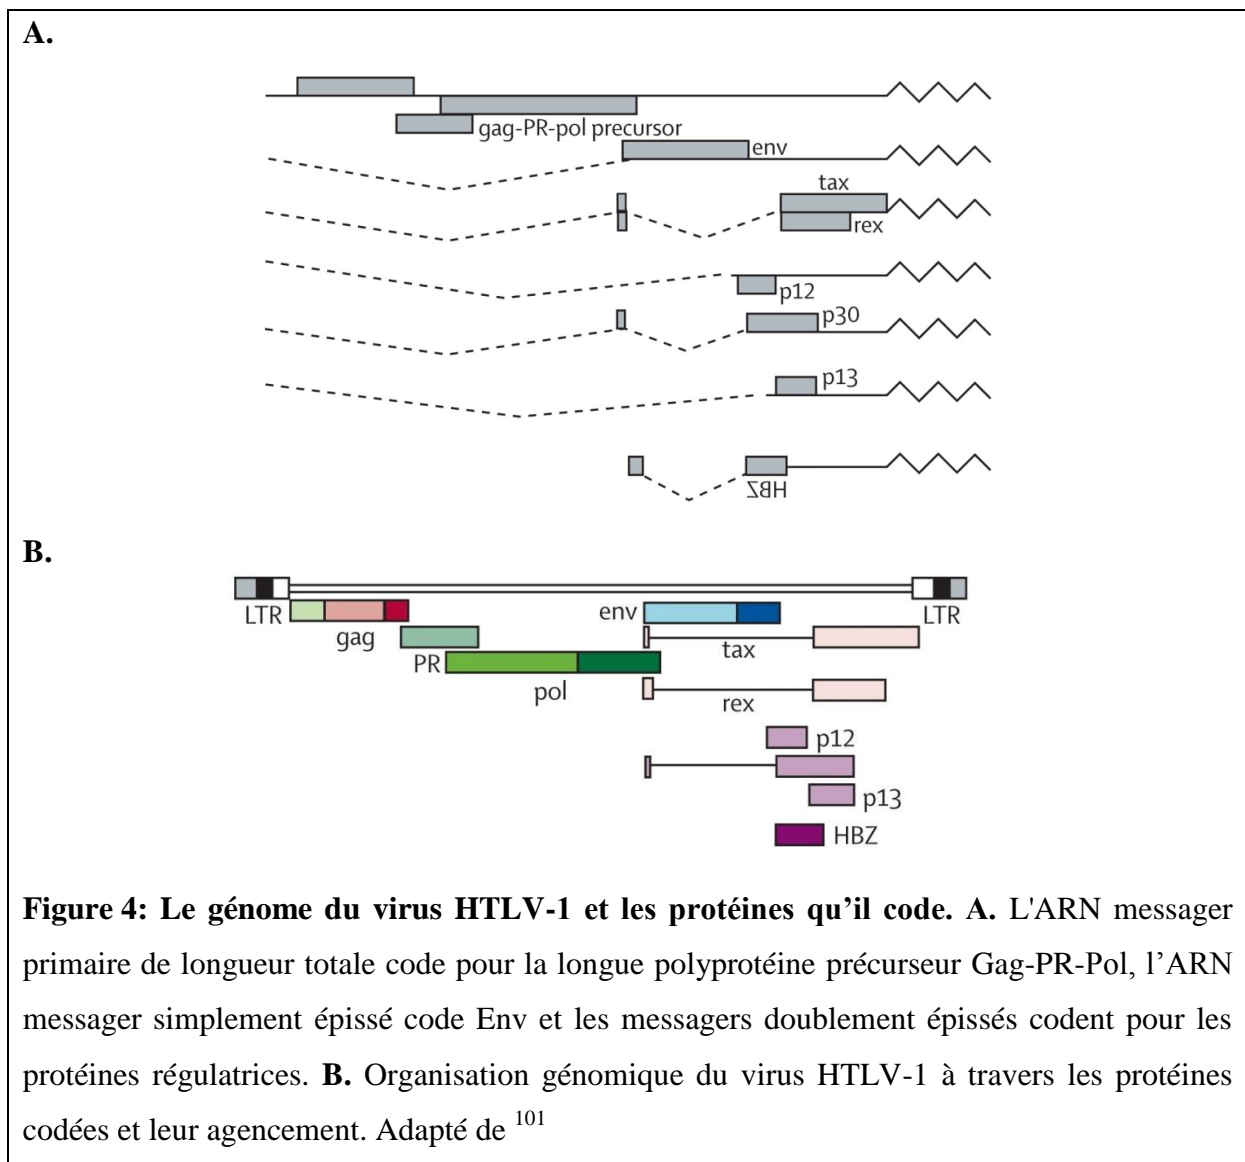 A.
gag-PR-pol precursor
env
tax
rex
p12
p30
p13
HBZ
B.
LTR
LTR
gag
env
tax
PR
pol
rex
p12
p13
HBZ
Figure 4: Le génome du virus HTLV-1 et les protéines qu’il code. A. L'ARN messager
primaire de longueur totale code pour la longue polyprotéine précurseur Gag-PR-Pol, l’ARN
messager simplement épissé code Env et les messagers doublement épissés codent pour les
protéines régulatrices. B. Organisation génomique du virus HTLV-1 à travers les protéines
codées et leur agencement. Adapté de 101